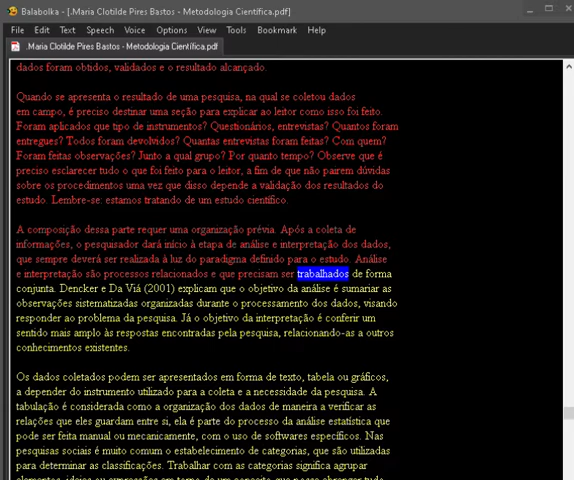 Balabolka - [.Maria Clotilde Pires Bastos - Metodologia Científica.pdf]
File Edit Text Speech Voice Options View Tools Bookmark Help
.Maria Clotilde Pires Bastos - Metodologia Científica.pdf
dados foram obtidos, validados e o resultado alcançado.
Quando se apresenta o resultado de uma pesquisa, na qual se coletou dados
em campo, é preciso destinar uma seção para explicar ao leitor como isso foi feito.
Foram aplicados que tipo de instrumentos? Questionários, entrevistas? Quantos foram
entregues? Todos foram devolvidos? Quantas entrevistas foram feitas? Com quem?
Foram feitas observações? Junto a qual grupo? Por quanto tempo? Observe que é
preciso esclarecer tudo o que foi feito para o leitor, a fim de que não pairem dúvidas
sobre os procedimentos uma vez que disso depende a validação dos resultados do
estudo. Lembre-se: estamos tratando de um estudo científico.
A composição dessa parte requer uma organização prévia. Após a coleta de
informações, o pesquisador dará início à etapa de análise e interpretação dos dados,
que sempre deverá ser realizada à luz do paradigma definido para o estudo. Análise
e interpretação são processos relacionados e que precisam ser trabalhados de forma
conjunta. Dencker e Da Viá (2001) explicam que o objetivo da análise é sumariar as
observações sistematizadas organizadas durante o processamento dos dados, visando
responder ao problema da pesquisa. Já o objetivo da interpretação é conferir um
sentido mais amplo às respostas encontradas pela pesquisa, relacionando-as a outros
conhecimentos existentes.
Os dados coletados podem ser apresentados em forma de texto, tabela ou gráficos,
a depender do instrumento utilizado para a coleta e a necessidade da pesquisa. A
tabulação é considerada como a organização dos dados de maneira a verificar as
relações que eles guardam entre si, ela é parte do processo da análise estatística que
pode ser feita manual ou mecanicamente, com o uso de softwares específicos. Nas
pesquisas sociais é muito comum o estabelecimento de categorias, que são utilizadas
para determinar as classificações. Trabalhar com as categorias significa agrupar